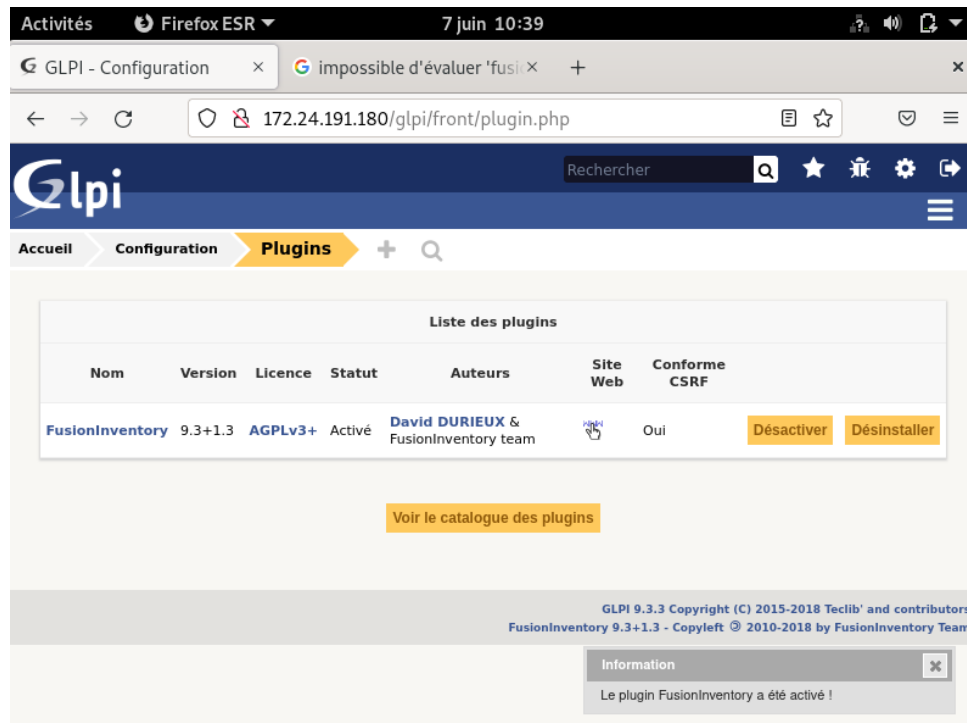 Activités Firefox ESR 7 juin 10:39
GLPI - Configuration × G impossible d'évaluer 'fusi × +
172.24.191.180/glpi/front/plugin.php
Glpi
Rechercher
Accueil Configuration Plugins
Liste des plugins
Nom Version Licence Statut Auteurs Site Web Conforme CSRF
FusionInventory 9.3+1.3 AGPLv3+ Activé David DURIEUX & FusionInventory team Oui Désactiver Désinstaller
Voir le catalogue des plugins
GLPI 9.3.3 Copyright (C) 2015-2018 Teclib' and contributors
FusionInventory 9.3+1.3 - Copyleft 2010-2018 by FusionInventory Team
Information
Le plugin FusionInventory a été activé !